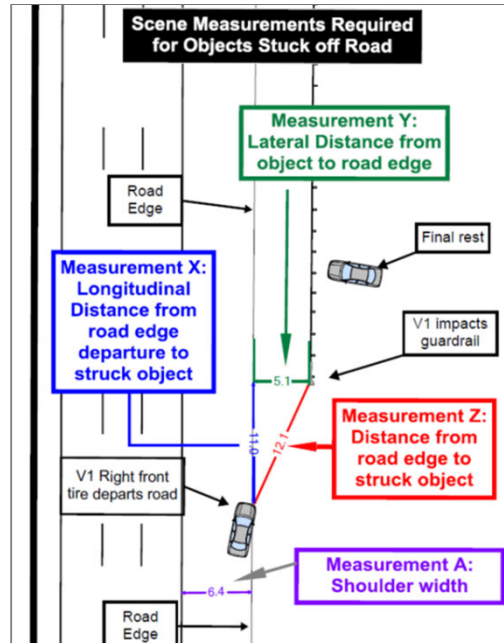 Scene Measurements Required
for Objects Stuck off Road
Measurement Y:
Lateral Distance from
object to road edge
Road
Edge
Final rest
Measurement X:
Longitudinal
Distance from
road edge
departure to
struck object
V1 impacts
guardrail
5.1
11.0
12.1
Measurement Z:
Distance from
road edge to
struck object
V1 Right front
tire departs road
Measurement A:
Shoulder width
6.4
Road
Edge